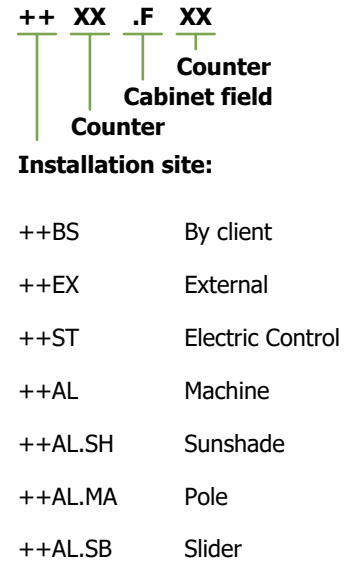 ++ XX .F XX
Counter
Cabinet field
Counter
Installation site:
++BS By client
++EX External
++ST Electric Control
++AL Machine
++AL.SH Sunshade
++AL.MA Pole
++AL.SB Slider